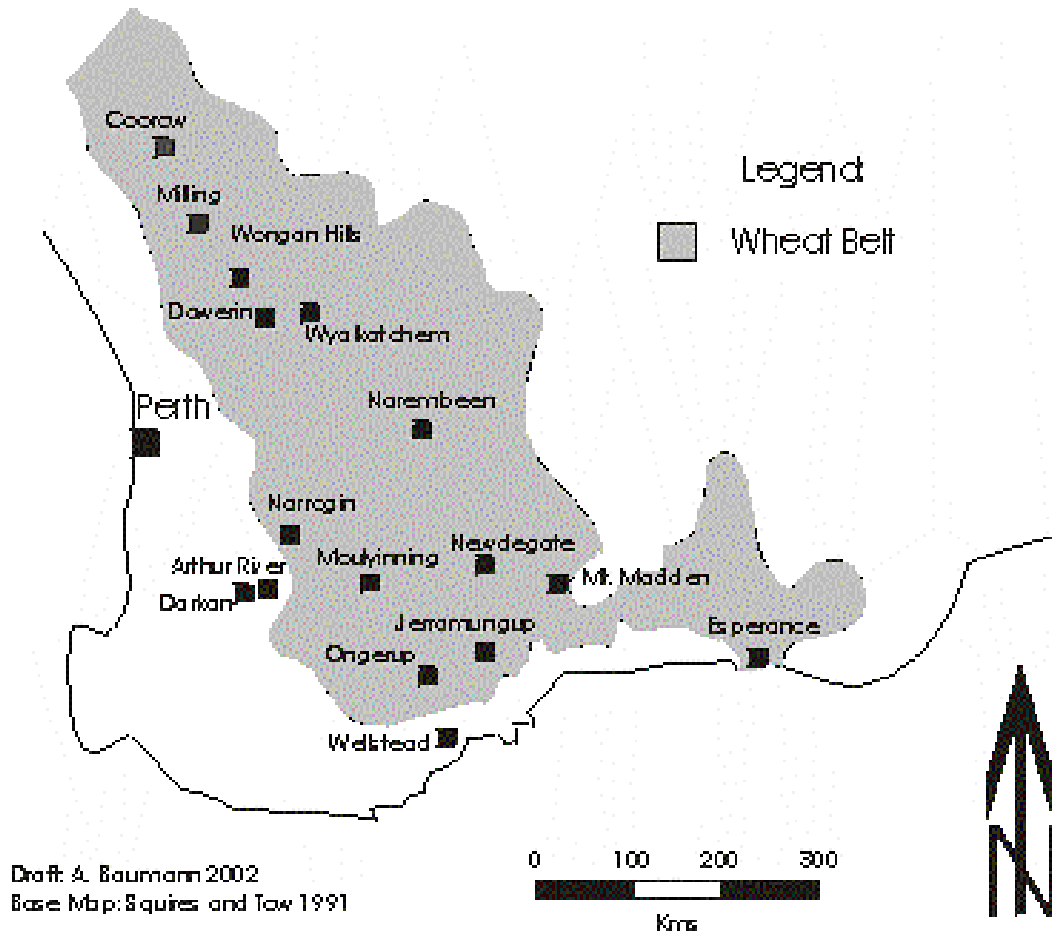 Coorow
Milling
Wongan Hills
Dowerin
Wyalkatchem
Legend
Wheat Belt
Perth
Narembeen
Narrogin
Arthur River
Darkan
Moulyinning
Newdegate
Mt. Madden
Jerramungup
Ongerup
Esperance
Wellstead
0 100 200 300
Kms
N
Draft: A. Baumann 2002
Base Map: Squires and Tow 1991